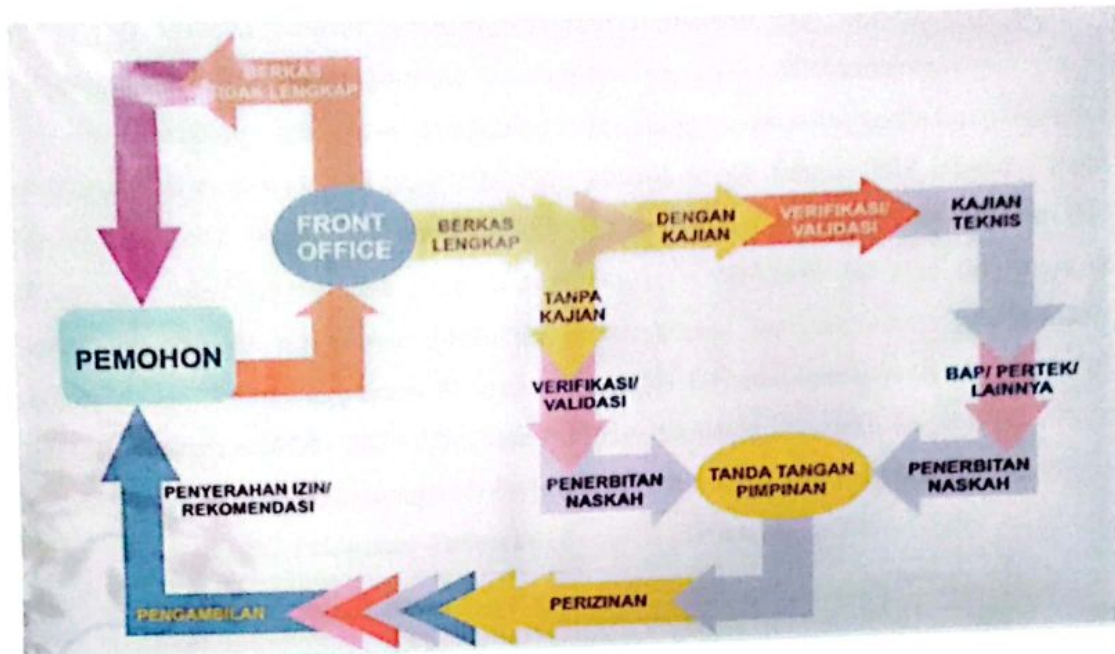 BERKAS
TIDAK LENGKAP
FRONT
OFFICE
BERKAS
LENGKAP
DENGAN
KAJIAN
VERIFIKASI/
VALIDASI
KAJIAN
TEKNIS
TANPA
KAJIAN
PEMOHON
VERIFIKASI/
VALIDASI
BAP/ PERTEK/
LAINNYA
PENERBITAN
NASKAH
TANDA TANGAN
PIMPINAN
PENERBITAN
NASKAH
PENYERAHAN IZIN/
REKOMENDASI
PENGAMBILAN
PERIZINAN